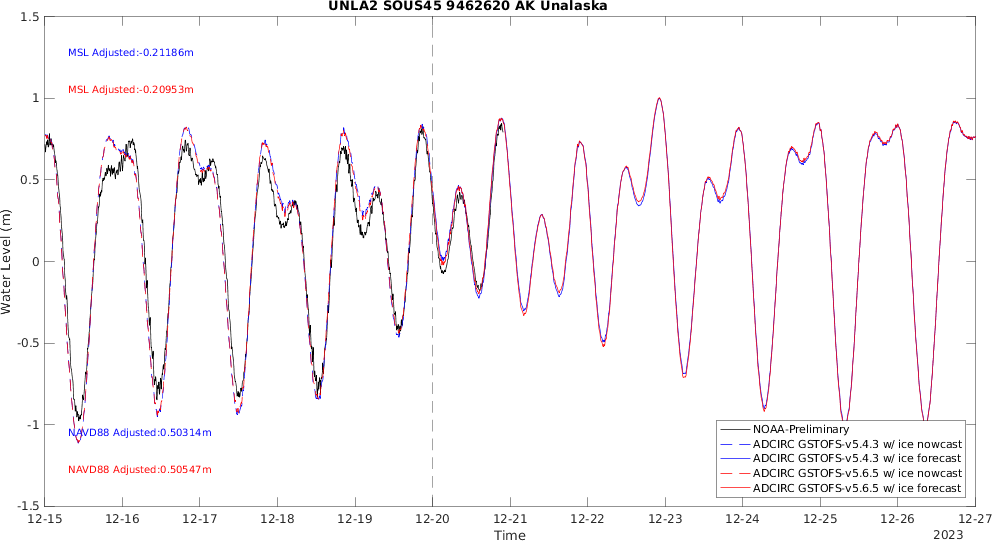 UNLA2 SOUS45 9462620 AK Unalaska
1.5
1
0.5
0
-0.5
-1
-1.5
Water Level (m)
MSL Adjusted:-0.21186m
MSL Adjusted:-0.20953m
NAVD88 Adjusted:0.50314m
NAVD88 Adjusted:0.50547m
NOAA-Preliminary
ADCIRC GSTOFS-v5.4.3 w/ ice nowcast
ADCIRC GSTOFS-v5.4.3 w/ ice forecast
ADCIRC GSTOFS-v5.6.5 w/ ice nowcast
ADCIRC GSTOFS-v5.6.5 w/ ice forecast
12-15 12-16 12-17 12-18 12-19 12-20 12-21 12-22 12-23 12-24 12-25 12-26 12-27
Time
2023